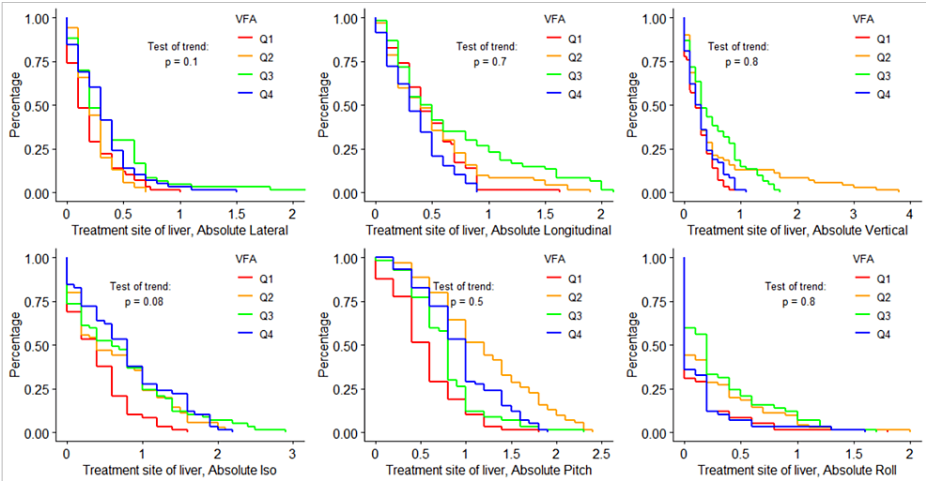 VFA
Q1
Q2
Q3
Q4
Test of trend:
p = 0.1
Percentage
1.00
0.75
0.50
0.25
0.00
0
0.5
1
1.5
2
Treatment site of liver, Absolute Lateral
VFA
Q1
Q2
Q3
Q4
Test of trend:
p = 0.7
Percentage
1.00
0.75
0.50
0.25
0.00
0
0.5
1
1.5
2
Treatment site of liver, Absolute Longitudinal
VFA
Q1
Q2
Q3
Q4
Test of trend:
p = 0.8
Percentage
1.00
0.75
0.50
0.25
0.00
0
1
2
3
4
Treatment site of liver, Absolute Vertical
VFA
Q1
Q2
Q3
Q4
Test of trend:
p = 0.08
Percentage
1.00
0.75
0.50
0.25
0.00
0
1
2
3
Treatment site of liver, Absolute Iso
VFA
Q1
Q2
Q3
Q4
Test of trend:
p = 0.5
Percentage
1.00
0.75
0.50
0.25
0.00
0
0.5
1
1.5
2
2.5
Treatment site of liver, Absolute Pitch
VFA
Q1
Q2
Q3
Q4
Test of trend:
p = 0.8
Percentage
1.00
0.75
0.50
0.25
0.00
0
0.5
1
1.5
2
Treatment site of liver, Absolute Roll